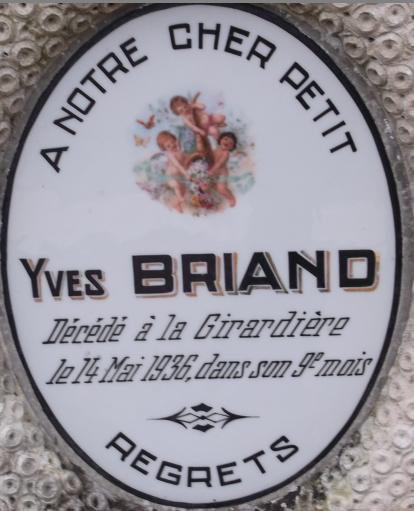 A NOTRE CHER PETIT
YVES BRIAND
Décédé à la Girardière
le 14 Mai 1936, dans son 9e mois
REGRETS